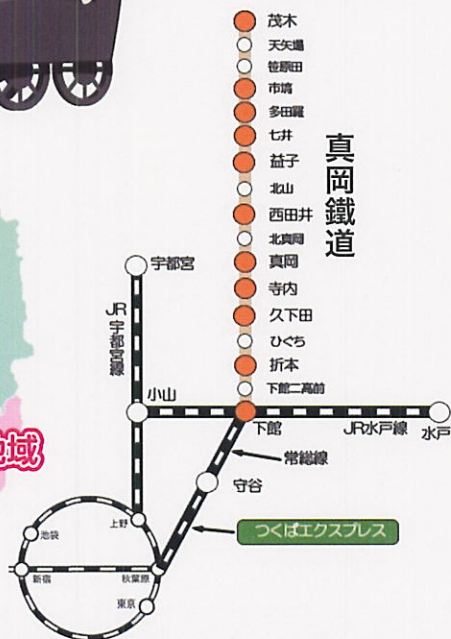 茂木
天矢場
笹原田
市塙
多田羅
七井
益子
北山
西田井
北真岡
真岡
寺内
久下田
ひぐち
折本
下館二高前
下館
真岡鐵道
宇都宮
JR宇都宮線
小山
JR水戸線
水戸
常総線
守谷
つくばエクスプレス
上野
池袋
新宿
秋葉原
東京
地域